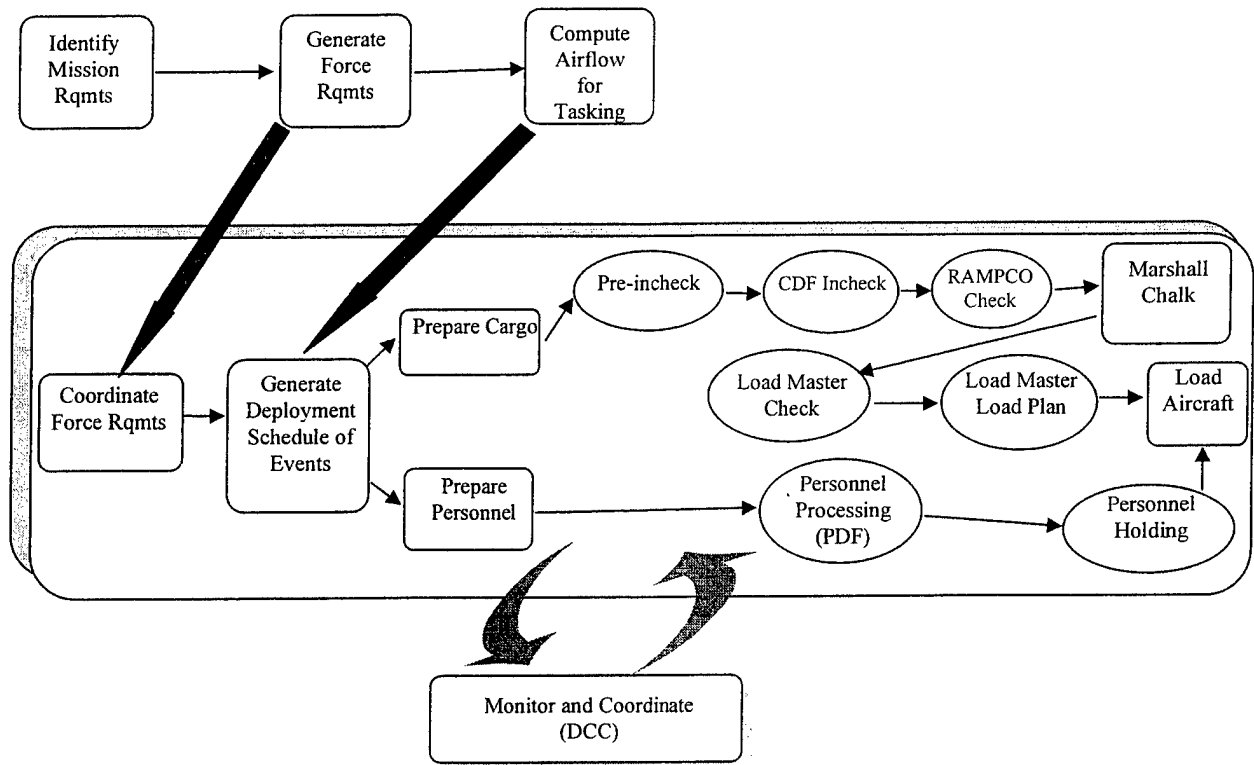 Identify
Mission
Rqmts
Generate
Force
Rqmts
Compute
Airflow
for
Tasking
Pre-incheck
CDF Incheck
RAMPCO
Check
Marshall
Chalk
Prepare Cargo
Coordinate
Force Rqmts
Generate
Deployment
Schedule of
Events
Load Master
Check
Load Master
Load Plan
Load
Aircraft
Prepare
Personnel
Personnel
Processing
(PDF)
Personnel
Holding
Monitor and Coordinate
(DCC)